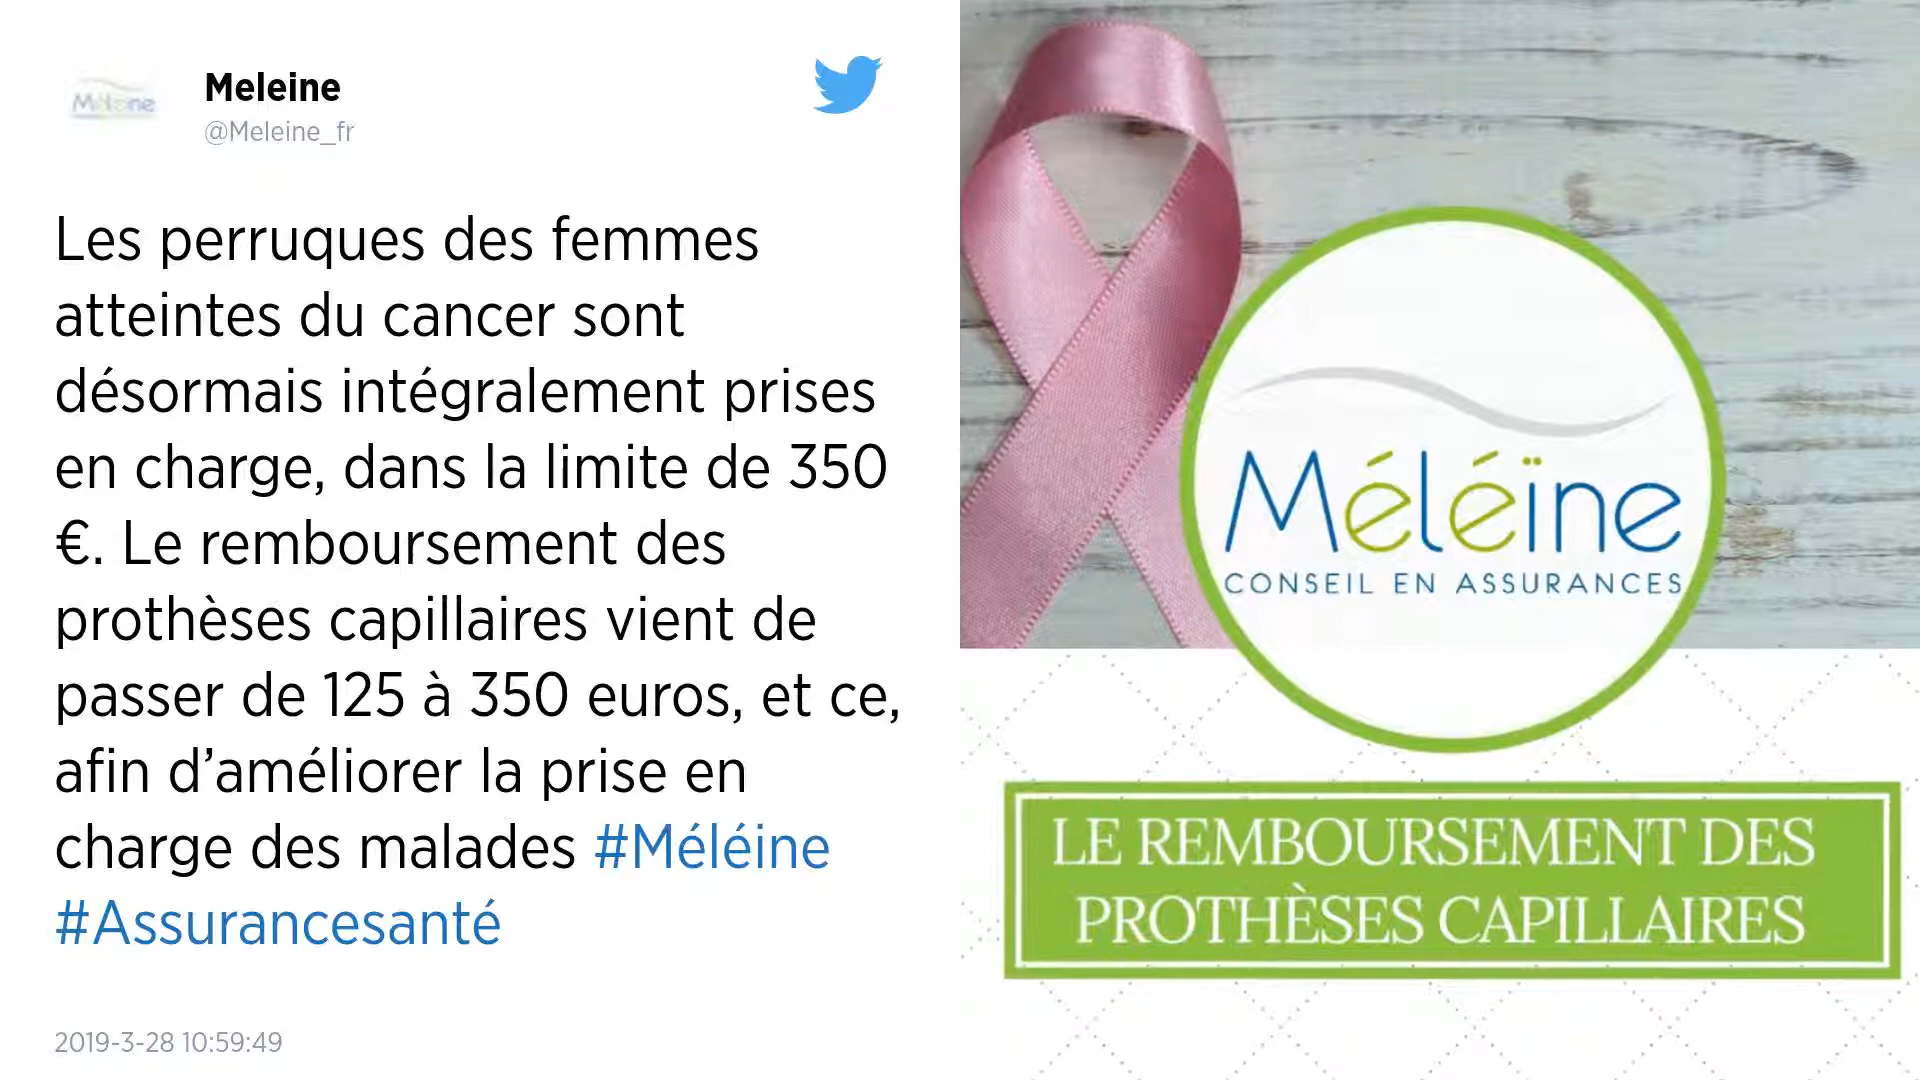 Méléine
Meleine
@Meleine_fr
Les perruques des femmes
atteintes du cancer sont
désormais intégralement prises
en charge, dans la limite de 350
€. Le remboursement des
prothèses capillaires vient de
passer de 125 à 350 euros, et ce,
afin d’améliorer la prise en
charge des malades #Méléine
#Assurancesanté
2019-3-28 10:59:49
Méléïne
CONSEIL EN ASSURANCES
LE REMBOURSEMENT DES
PROTHÈSES CAPILLAIRES